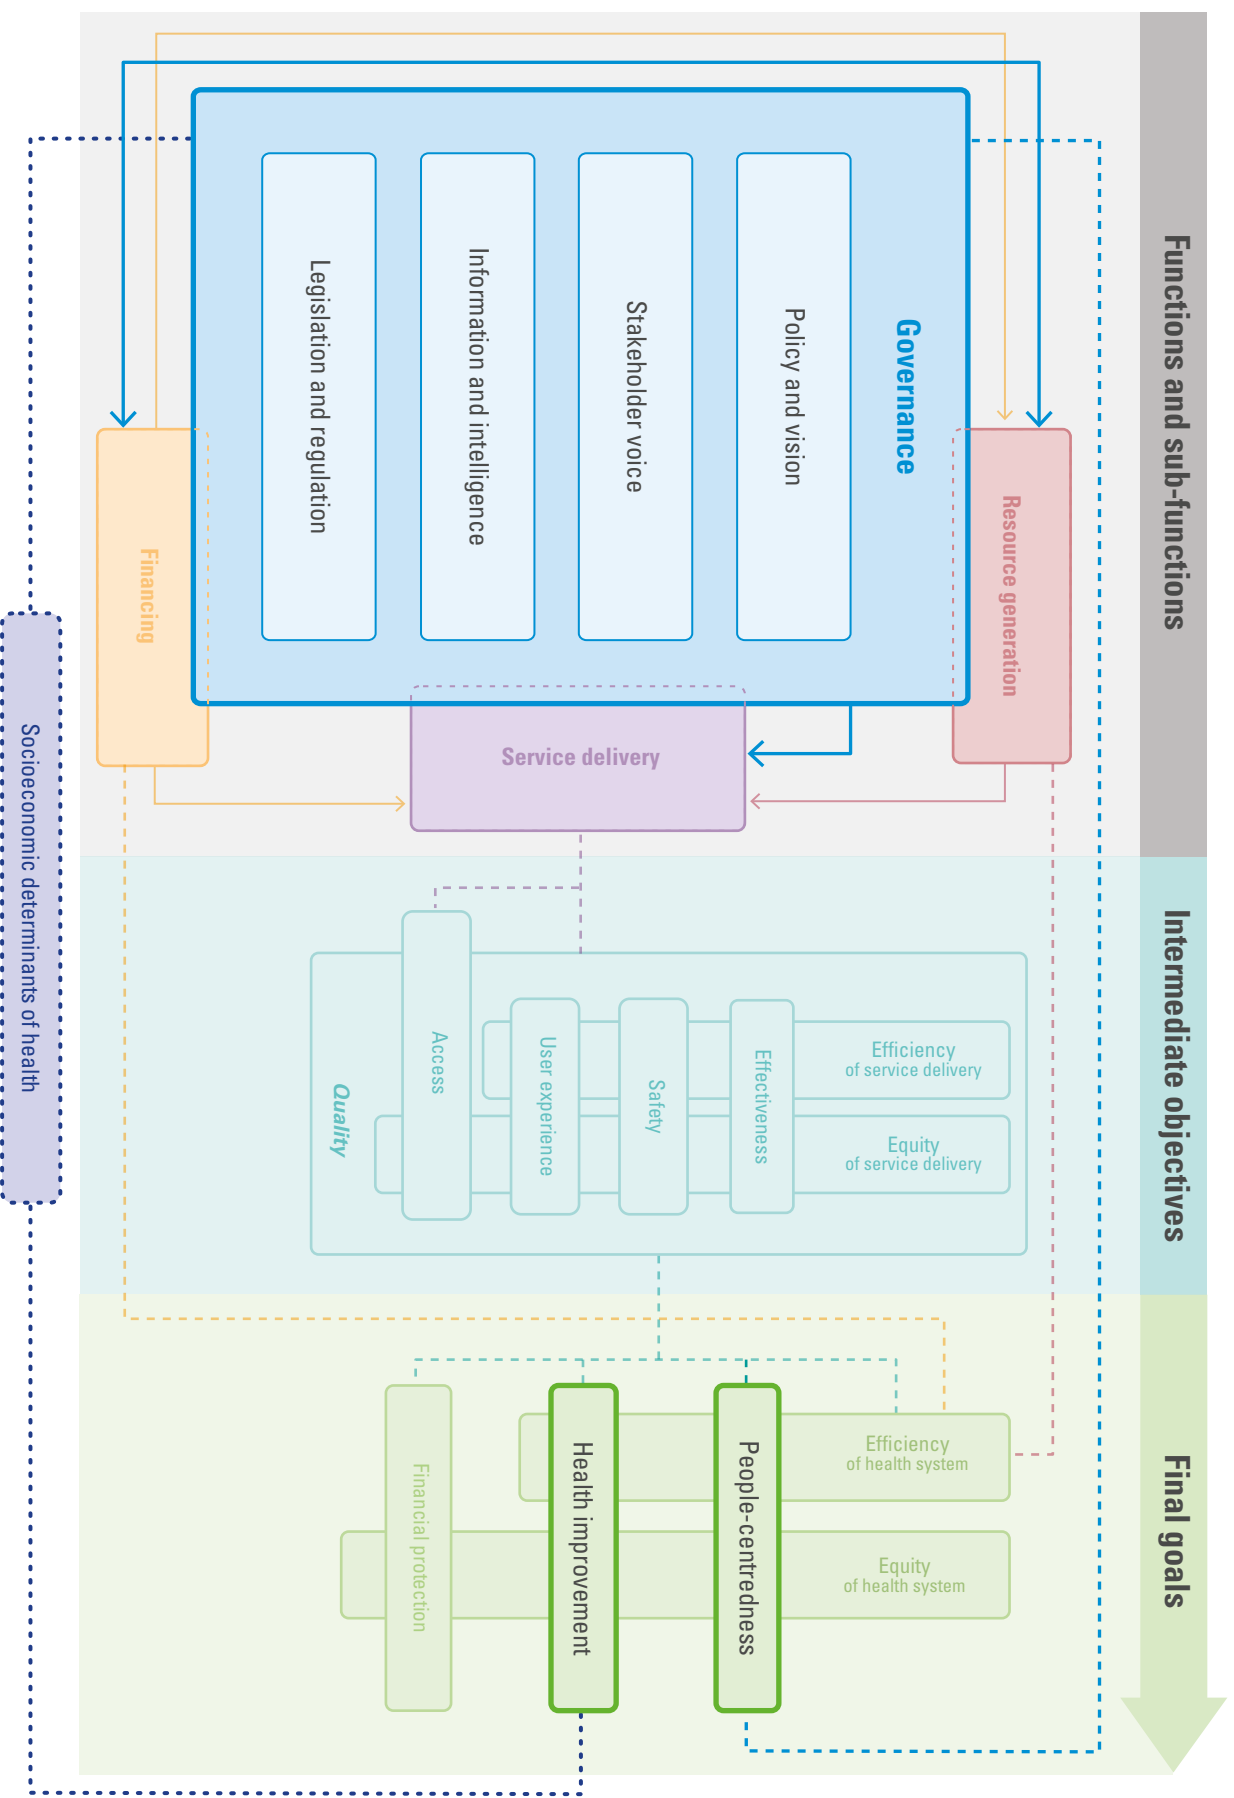 Functions and sub-functions
Governance
Policy and vision
Stakeholder voice
Information and intelligence
Legislation and regulation
Resource generation
Financing
Service delivery
Socioeconomic determinants of health
Intermediate objectives
Efficiency
of service delivery
Equity
of service delivery
Effectiveness
Safety
User experience
Access
Quality
Final goals
Efficiency
of health system
Equity
of health system
People-centredness
Health improvement
Financial protection